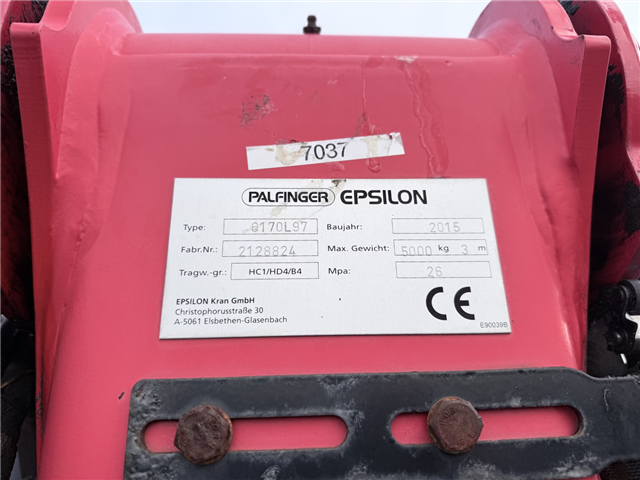 7037
PALFINGER EPSILON
Type: Q170L97 Baujahr: 2015
Fabr.Nr.: 2128824 Max. Gewicht: 5000 kg 3 m
Tragw.-gr.: HC1/HD4/B4 Mpa: 26
EPSILON Kran GmbH
Christophorusstraße 30
A-5061 Elsbethen-Glasenbach
CE
E90039B